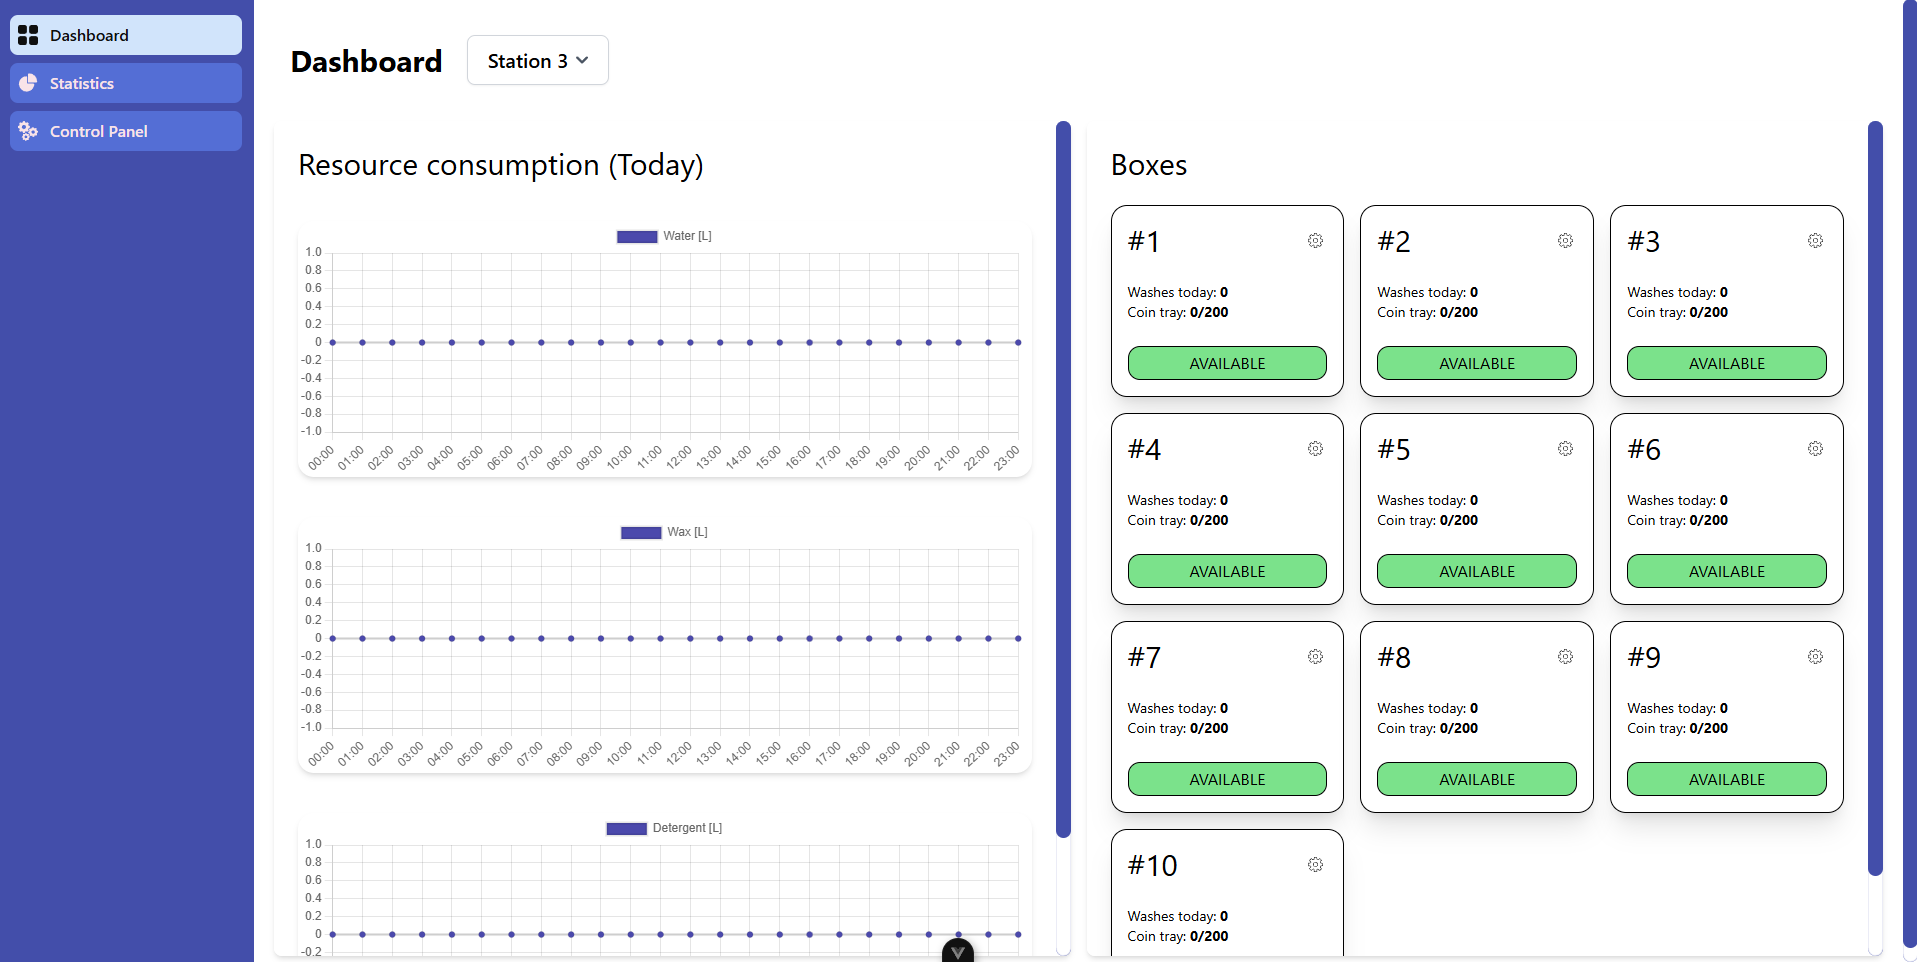 Dashboard
Statistics
Control Panel
Dashboard
Station 3
Resource consumption (Today)
Water [L]
1.0
0.8
0.6
0.4
0.2
0
-0.2
-0.4
-0.6
-0.8
-1.0
00:00 01:00 02:00 03:00 04:00 05:00 06:00 07:00 08:00 09:00 10:00 11:00 12:00 13:00 14:00 15:00 16:00 17:00 18:00 19:00 20:00 21:00 22:00 23:00
Wax [L]
1.0
0.8
0.6
0.4
0.2
0
-0.2
-0.4
-0.6
-0.8
-1.0
00:00 01:00 02:00 03:00 04:00 05:00 06:00 07:00 08:00 09:00 10:00 11:00 12:00 13:00 14:00 15:00 16:00 17:00 18:00 19:00 20:00 21:00 22:00 23:00
Detergent [L]
1.0
0.8
0.6
0.4
0.2
0
-0.2
Boxes
#1
Washes today: 0
Coin tray: 0/200
AVAILABLE
#2
Washes today: 0
Coin tray: 0/200
AVAILABLE
#3
Washes today: 0
Coin tray: 0/200
AVAILABLE
#4
Washes today: 0
Coin tray: 0/200
AVAILABLE
#5
Washes today: 0
Coin tray: 0/200
AVAILABLE
#6
Washes today: 0
Coin tray: 0/200
AVAILABLE
#7
Washes today: 0
Coin tray: 0/200
AVAILABLE
#8
Washes today: 0
Coin tray: 0/200
AVAILABLE
#9
Washes today: 0
Coin tray: 0/200
AVAILABLE
#10
Washes today: 0
Coin tray: 0/200